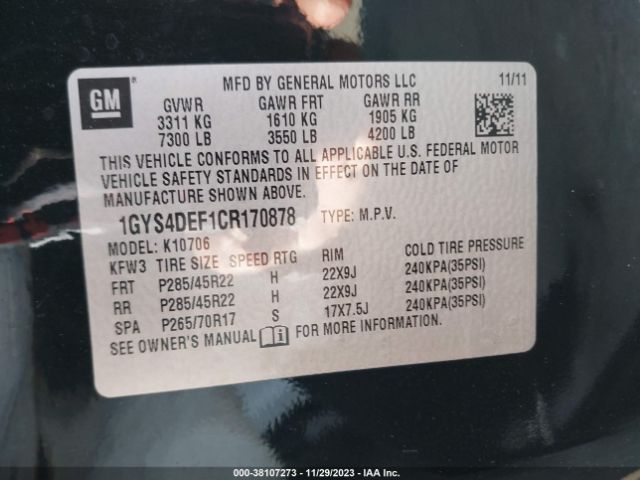 GM ®
MFD BY GENERAL MOTORS LLC 11/11
GVWR GAWR FRT GAWR RR
3311 KG 1610 KG 1905 KG
7300 LB 3550 LB 4200 LB
THIS VEHICLE CONFORMS TO ALL APPLICABLE U.S. FEDERAL MOTOR
VEHICLE SAFETY STANDARDS IN EFFECT ON THE DATE OF
MANUFACTURE SHOWN ABOVE.
1GYS4DEF1CR170878 TYPE: M.P.V.
MODEL: K10706
KFW3 TIRE SIZE SPEED RTG RIM COLD TIRE PRESSURE
FRT P285/45R22 H 22X9J 240KPA(35PSI)
RR P285/45R22 H 22X9J 240KPA(35PSI)
SPA P265/70R17 S 17X7.5J 240KPA(35PSI)
SEE OWNER'S MANUAL i FOR MORE INFORMATION.
000-38107273 - 11/29/2023 - IAA Inc.